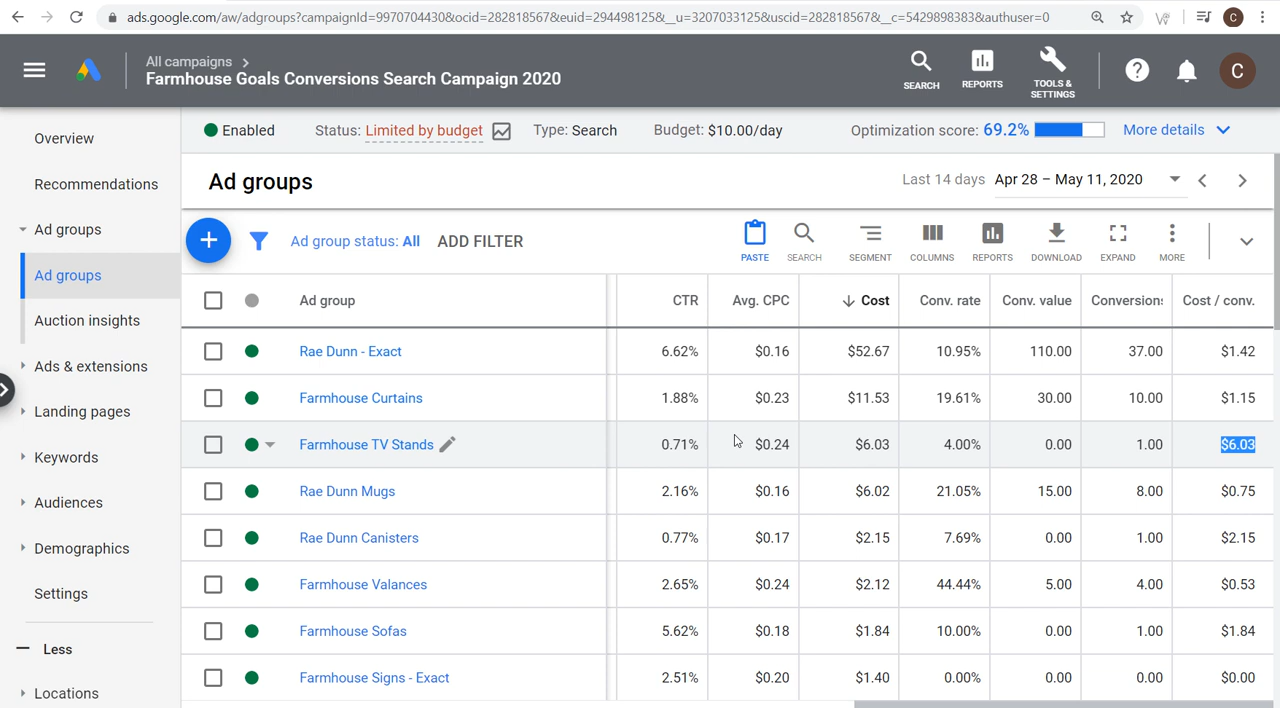 ads.google.com/aw/adgroups?campaignId=9970704430&ocid=282818567&euid=294498125&__u=3207033125&uscid=282818567&__c=5429898383&authuser=0
C
All campaigns
Farmhouse Goals Conversions Search Campaign 2020
SEARCH
REPORTS
TOOLS &
SETTINGS
C
Enabled Status: Limited by budget Type: Search Budget: $10.00/day Optimization score: 69.2% More details
Overview
Recommendations
Ad groups
Ad groups
Auction insights
Ads & extensions
Landing pages
Keywords
Audiences
Demographics
Settings
Less
Locations
Ad groups
Last 14 days Apr 28 – May 11, 2020
Ad group status: All ADD FILTER
PASTE SEARCH SEGMENT COLUMNS REPORTS DOWNLOAD EXPAND MORE
Ad group CTR Avg. CPC Cost Conv. rate Conv. value Conversions Cost / conv.
Rae Dunn - Exact 6.62% $0.16 $52.67 10.95% 110.00 37.00 $1.42
Farmhouse Curtains 1.88% $0.23 $11.53 19.61% 30.00 10.00 $1.15
Farmhouse TV Stands 0.71% $0.24 $6.03 4.00% 0.00 1.00 $6.03
Rae Dunn Mugs 2.16% $0.16 $6.02 21.05% 15.00 8.00 $0.75
Rae Dunn Canisters 0.77% $0.17 $2.15 7.69% 0.00 1.00 $2.15
Farmhouse Valances 2.65% $0.24 $2.12 44.44% 5.00 4.00 $0.53
Farmhouse Sofas 5.62% $0.18 $1.84 10.00% 0.00 1.00 $1.84
Farmhouse Signs - Exact 2.51% $0.20 $1.40 0.00% 0.00 0.00 $0.00